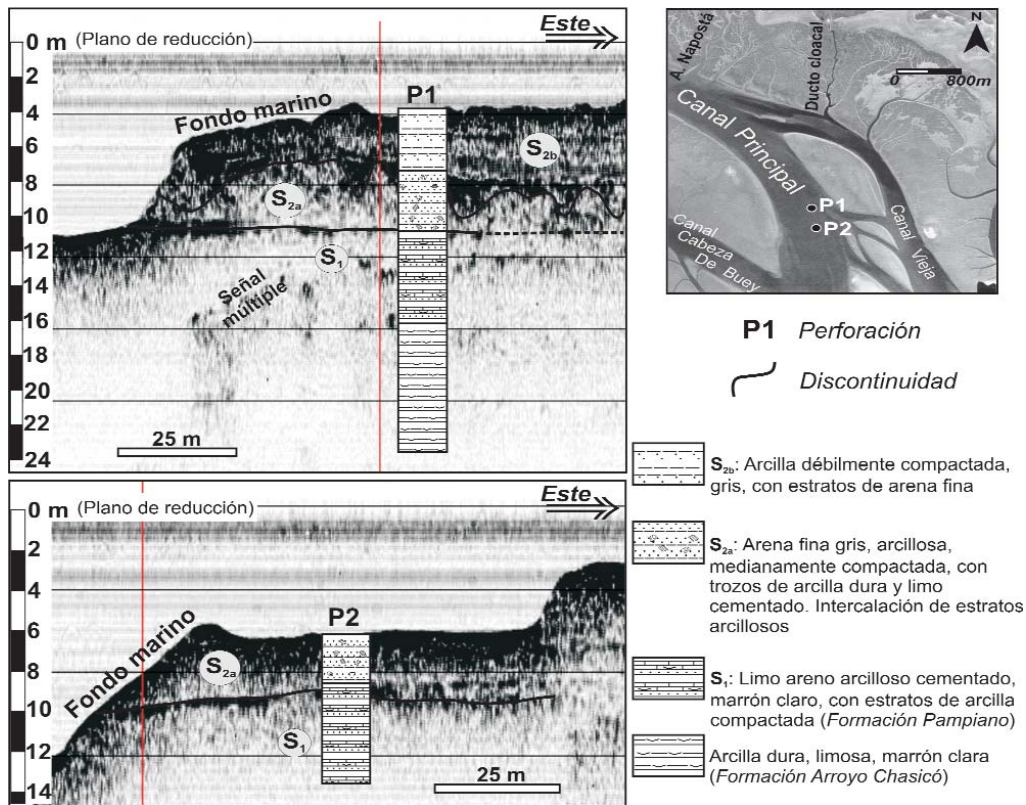 0 m (Plano de reducción)
Este
2
4
6
8
10
12
14
16
18
20
22
24
Fondo marino
P1
S2b
S2a
S1
Señal
múltiple
25 m
0 m (Plano de reducción)
Este
2
4
6
8
10
12
14
Fondo marino
P2
S2a
S1
25 m
N
A. Napostá
Ducto cloacal
0 800m
Canal Principal
P1
P2
Canal Vieja
Canal
Cabeza
De Buey
P1 Perforación
Discontinuidad
S2b: Arcilla débilmente compactada,
gris, con estratos de arena fina
S2a: Arena fina gris, arcillosa,
medianamente compactada, con
trozos de arcilla dura y limo
cementado. Intercalación de estratos
arcillosos
S1: Limo areno arcilloso cementado,
marrón claro, con estratos de arcilla
compactada (Formación Pampiano)
Arcilla dura, limosa, marrón clara
(Formación Arroyo Chasicó)